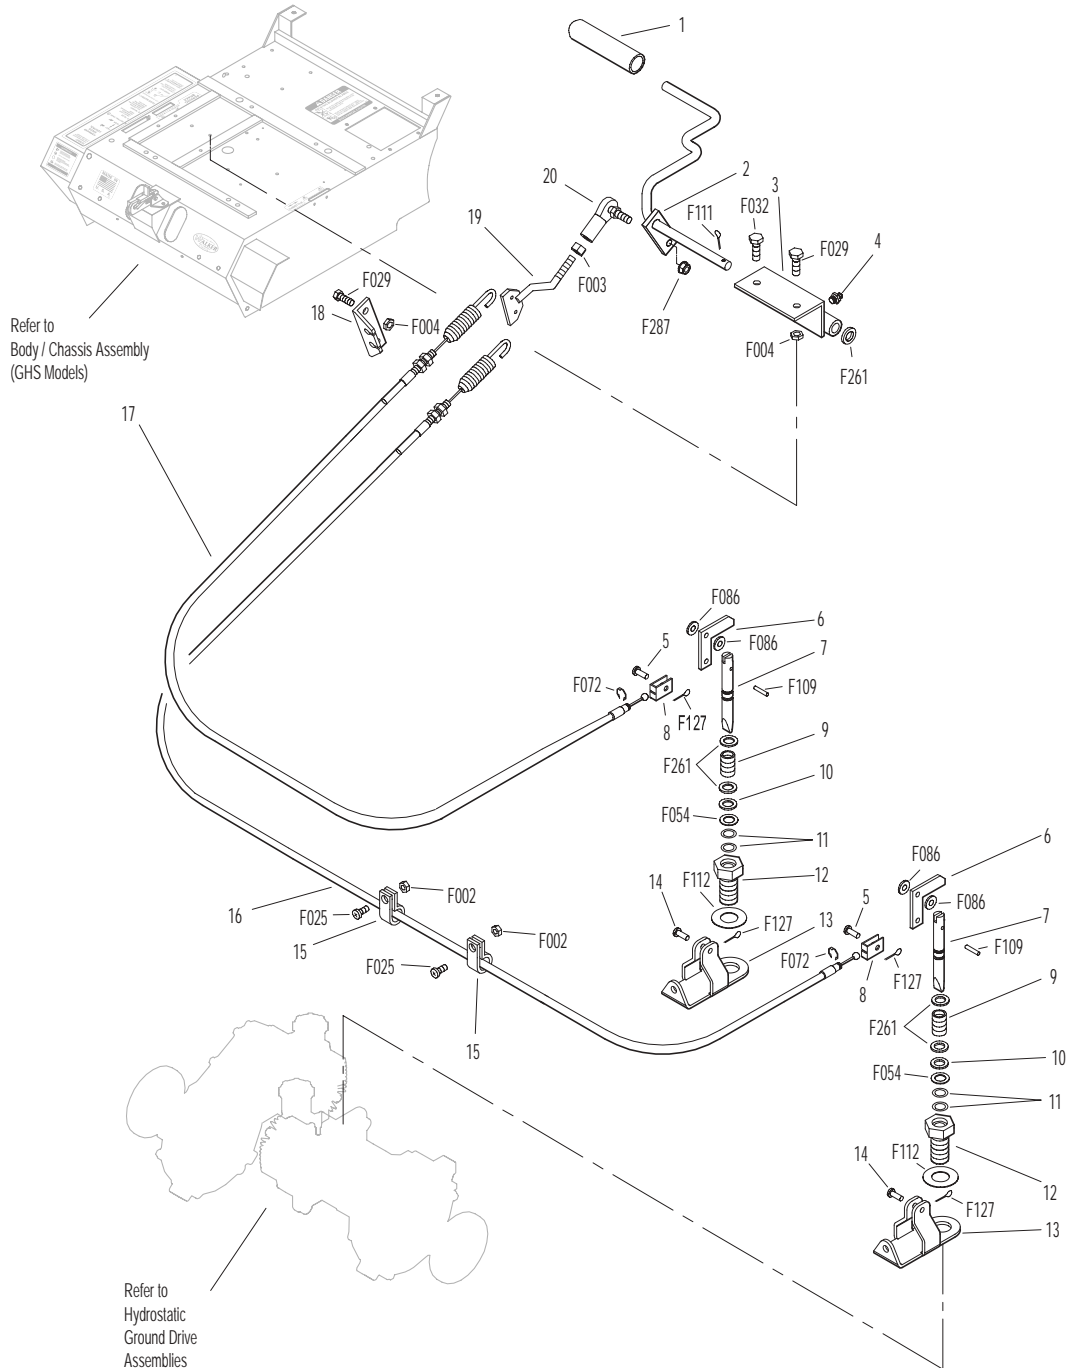 1
20
2
3
F111
F032
19
F029
4
F003
F029
18
F004
F287
F004
F261
WALKER
Refer to
Body / Chassis Assembly
(GHS Models)
17
F086
6
5
F086
7
F072
F109
8
F127
9
F261
10
F054
11
6
F086
12
14
F112
F002
16
F025
15
F127
13
5
F086
7
F002
F072
F109
F025
8
F127
9
15
F261
10
F054
11
F112
14
12
F127
13
Refer to
Hydrostatic
Ground Drive
Assemblies